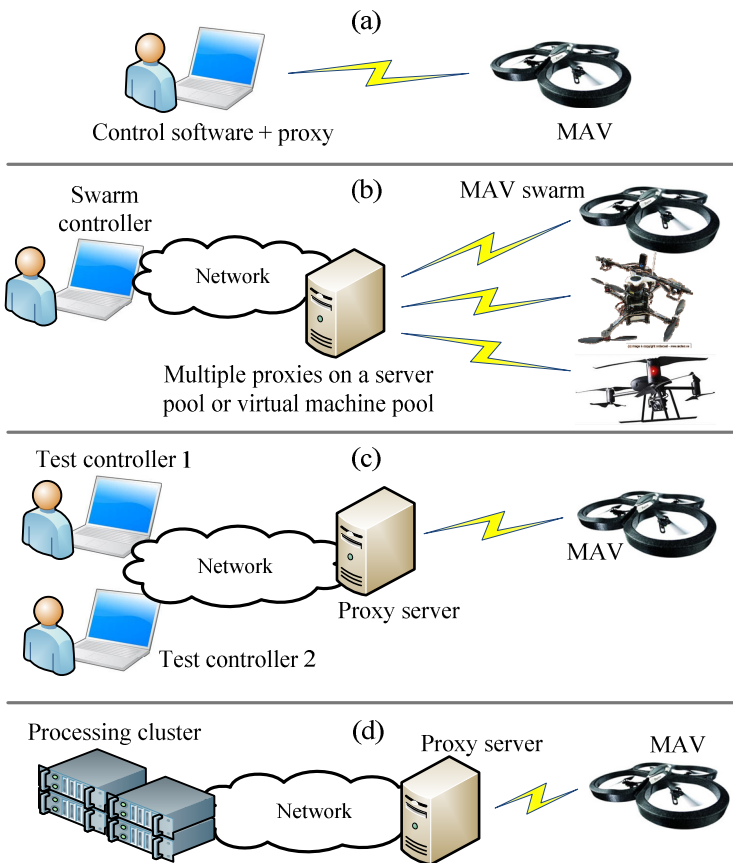 (a)
Control software + proxy
MAV
(b)
Swarm
controller
MAV swarm
Network
Multiple proxies on a server
pool or virtual machine pool
Test controller 1
(c)
Network
MAV
Proxy server
Test controller 2
(d)
Processing cluster
Proxy server
MAV
Network